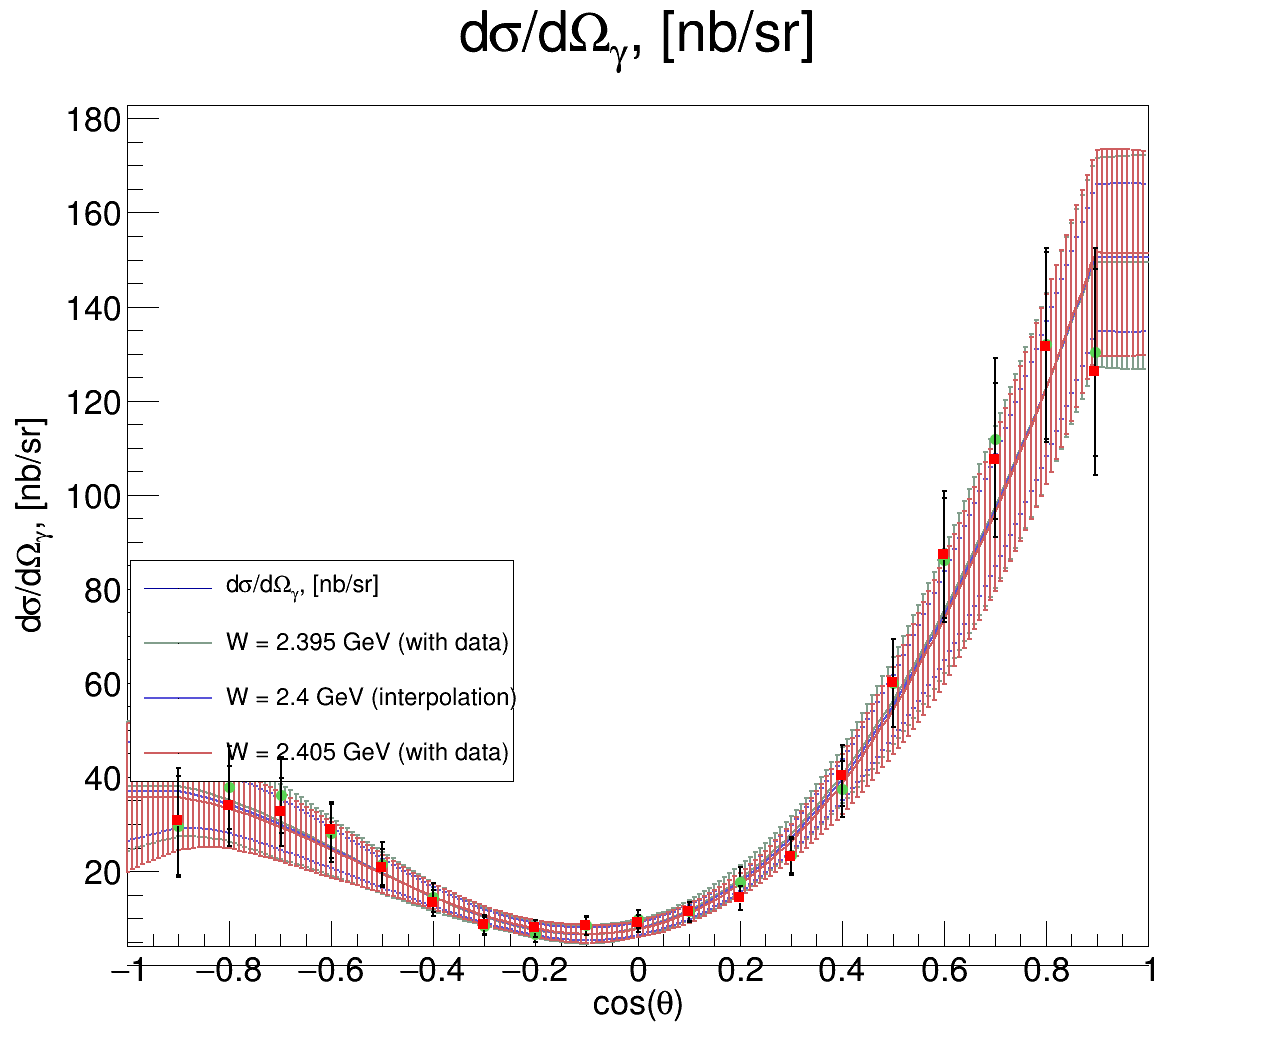 dσ/dΩγ, [nb/sr]
180
160
140
120
100
80
60
40
20
dσ/dΩγ, [nb/sr]
dσ/dΩγ, [nb/sr]
W = 2.395 GeV (with data)
W = 2.4 GeV (interpolation)
W = 2.405 GeV (with data)
−1 −0.8 −0.6 −0.4 −0.2 0 0.2 0.4 0.6 0.8 1
cos(θ)